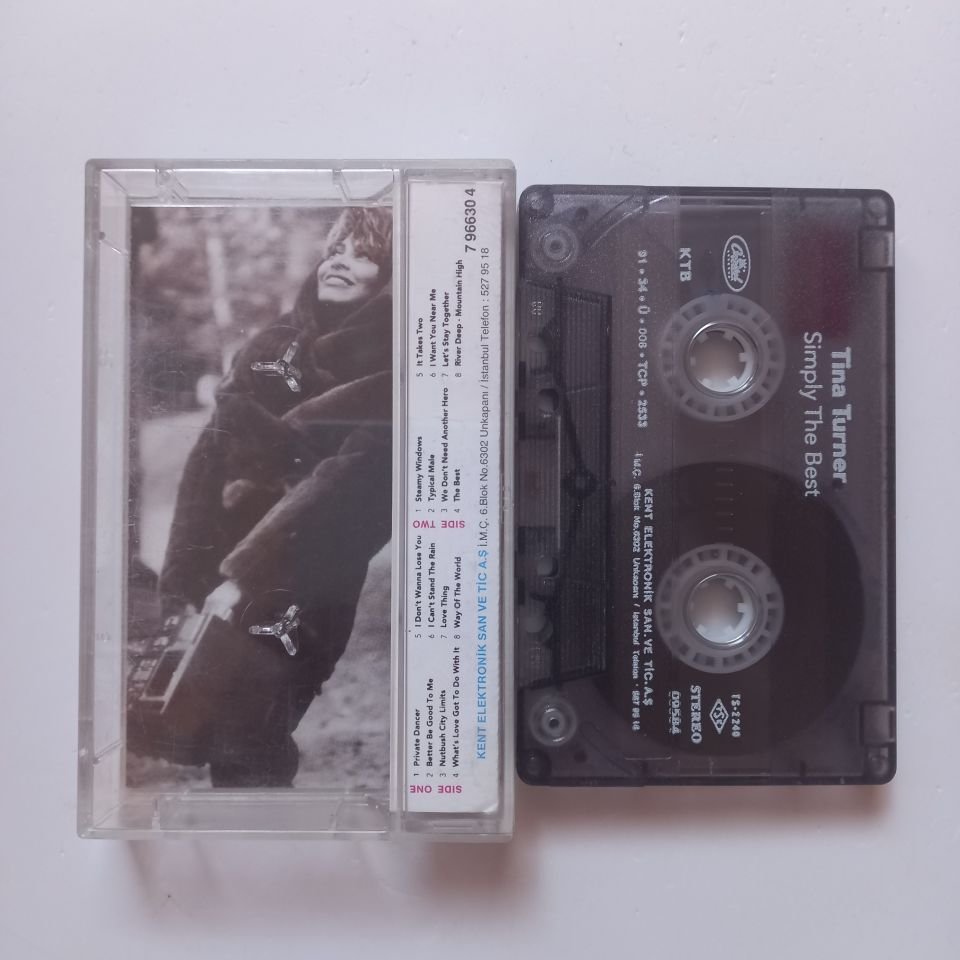 SIDE ONE
1 Private Dancer
2 Better Be Good To Me
3 Nutbush City Limits
4 What's Love Got To Do With It
5 I Don't Wanna Lose You
6 I Can't Stand The Rain
7 Love Thing
8 Way Of The World
SIDE TWO
1 Steamy Windows
2 Typical Male
3 We Don't Need Another Hero
4 The Best
5 It Takes Two
6 I Want You Near Me
7 Let's Stay Together
8 River Deep - Mountain High
7 96630 4
KENT ELEKTRONİK SAN VE TİC A.Ş İ.M.Ç. 6.Blok No.6302 Unkapanı / İstanbul Telefon : 527 95 18
Tina Turner
Simply The Best
Capitol
KTB
91 • 34 • Ü • 006 • TCP • 2533
KENT ELEKTRONİK SAN. VE TİC. A.Ş
İ.M.Ç. 6.Blok No.6302 Unkapanı / İstanbul Telefon · 527 95 18
YS-2240
STEREO
09584